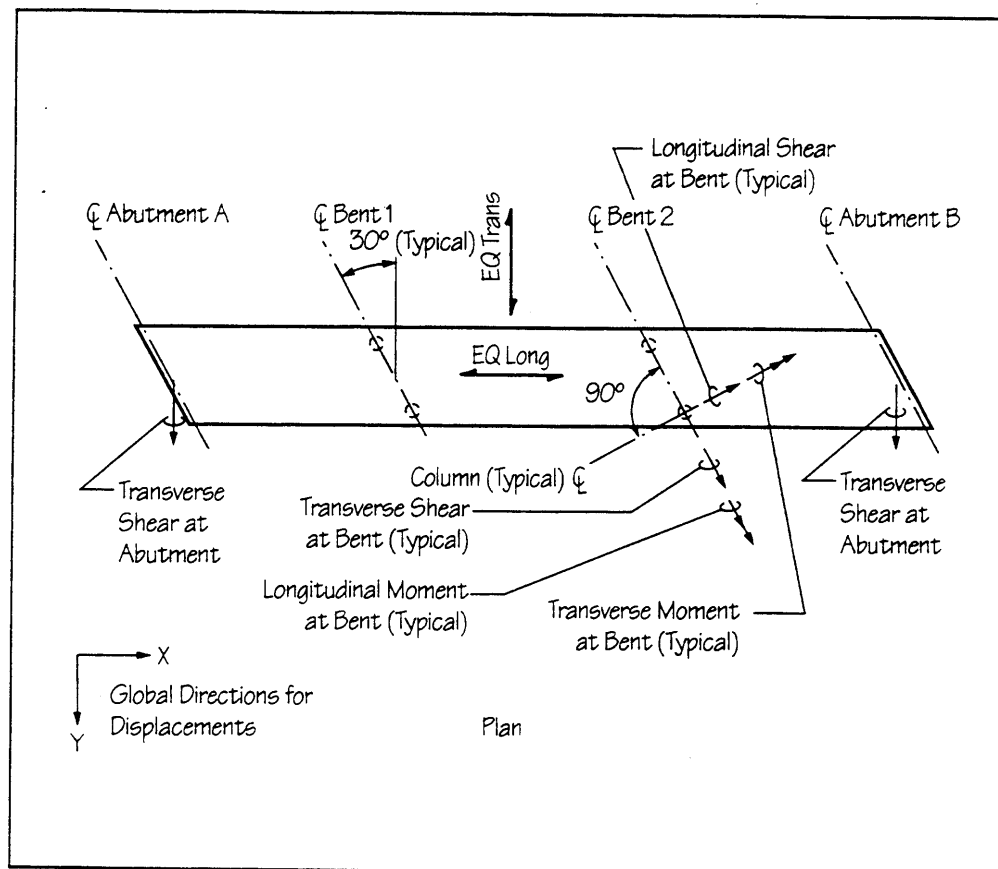 Longitudinal Shear
at Bent (Typical)
℄ Abutment A
℄ Bent 1
℄ Bent 2
℄ Abutment B
30° (Typical)
EQ Trans
EQ Long
90°
Column (Typical) ℄
Transverse
Shear at
Abutment
Transverse Shear
at Bent (Typical)
Transverse
Shear at
Abutment
Longitudinal Moment
at Bent (Typical)
Transverse Moment
at Bent (Typical)
X
Global Directions for
Displacements
Y
Plan